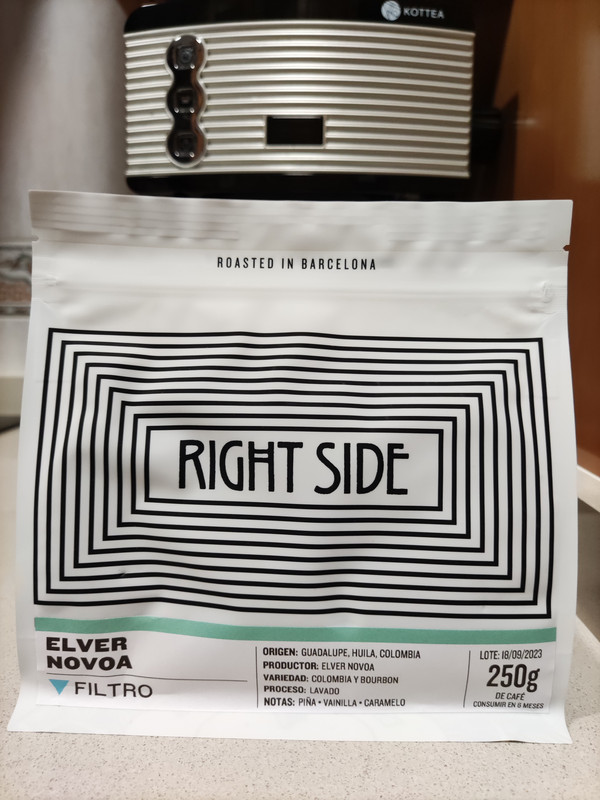 KOTTEA
ROASTED IN BARCELONA
RIGHT SIDE
ELVER
NOVOA
FILTRO
ORIGEN: GUADALUPE, HUILA, COLOMBIA
PRODUCTOR: ELVER NOVOA
VARIEDAD: COLOMBIA Y BOURBON
PROCESO: LAVADO
NOTAS: PIÑA • VAINILLA • CARAMELO
LOTE: 18/09/2023
250g
DE CAFÉ
CONSUMIR EN 6 MESES